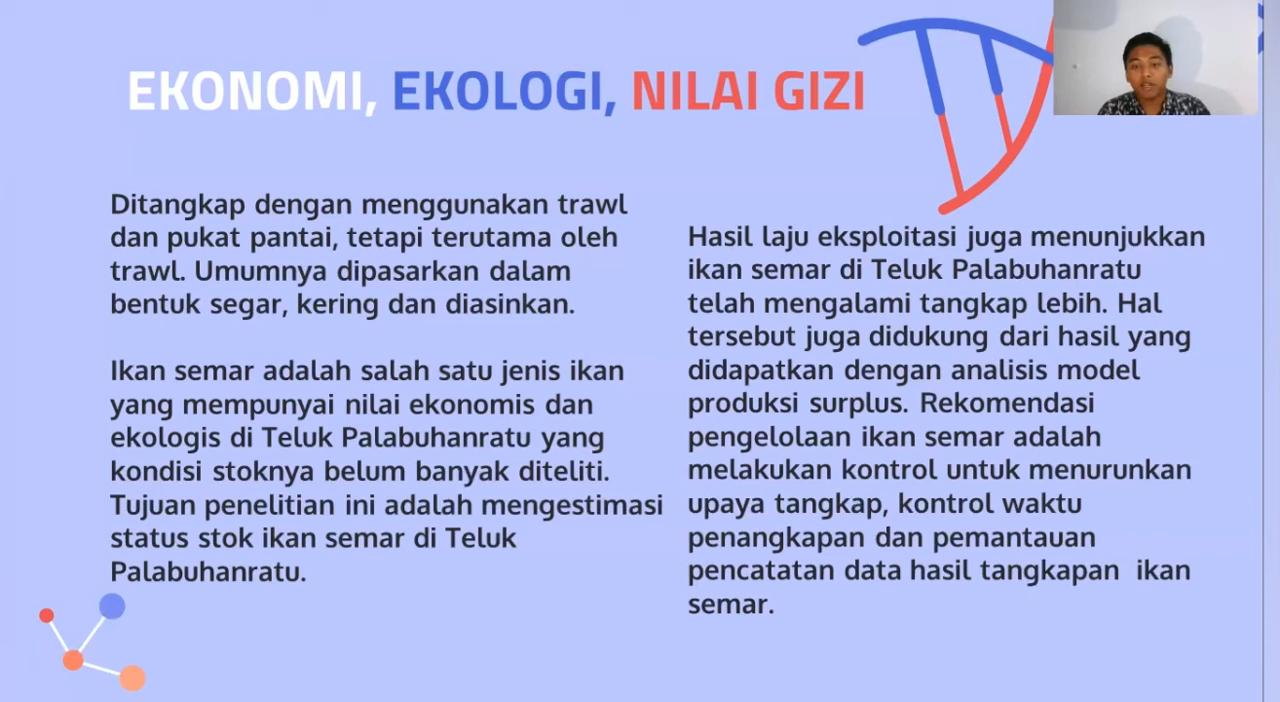 EKONOMI, EKOLOGI, NILAI GIZI
Ditangkap dengan menggunakan trawl
dan pukat pantai, tetapi terutama oleh
trawl. Umumnya dipasarkan dalam
bentuk segar, kering dan diasinkan.
Ikan semar adalah salah satu jenis ikan
yang mempunyai nilai ekonomis dan
ekologis di Teluk Palabuhanratu yang
kondisi stoknya belum banyak diteliti.
Tujuan penelitian ini adalah mengestimasi
status stok ikan semar di Teluk
Palabuhanratu.
Hasil laju eksploitasi juga menunjukkan
ikan semar di Teluk Palabuhanratu
telah mengalami tangkap lebih. Hal
tersebut juga didukung dari hasil yang
didapatkan dengan analisis model
produksi surplus. Rekomendasi
pengelolaan ikan semar adalah
melakukan kontrol untuk menurunkan
upaya tangkap, kontrol waktu
penangkapan dan pemantauan
pencatatan data hasil tangkapan  ikan
semar.